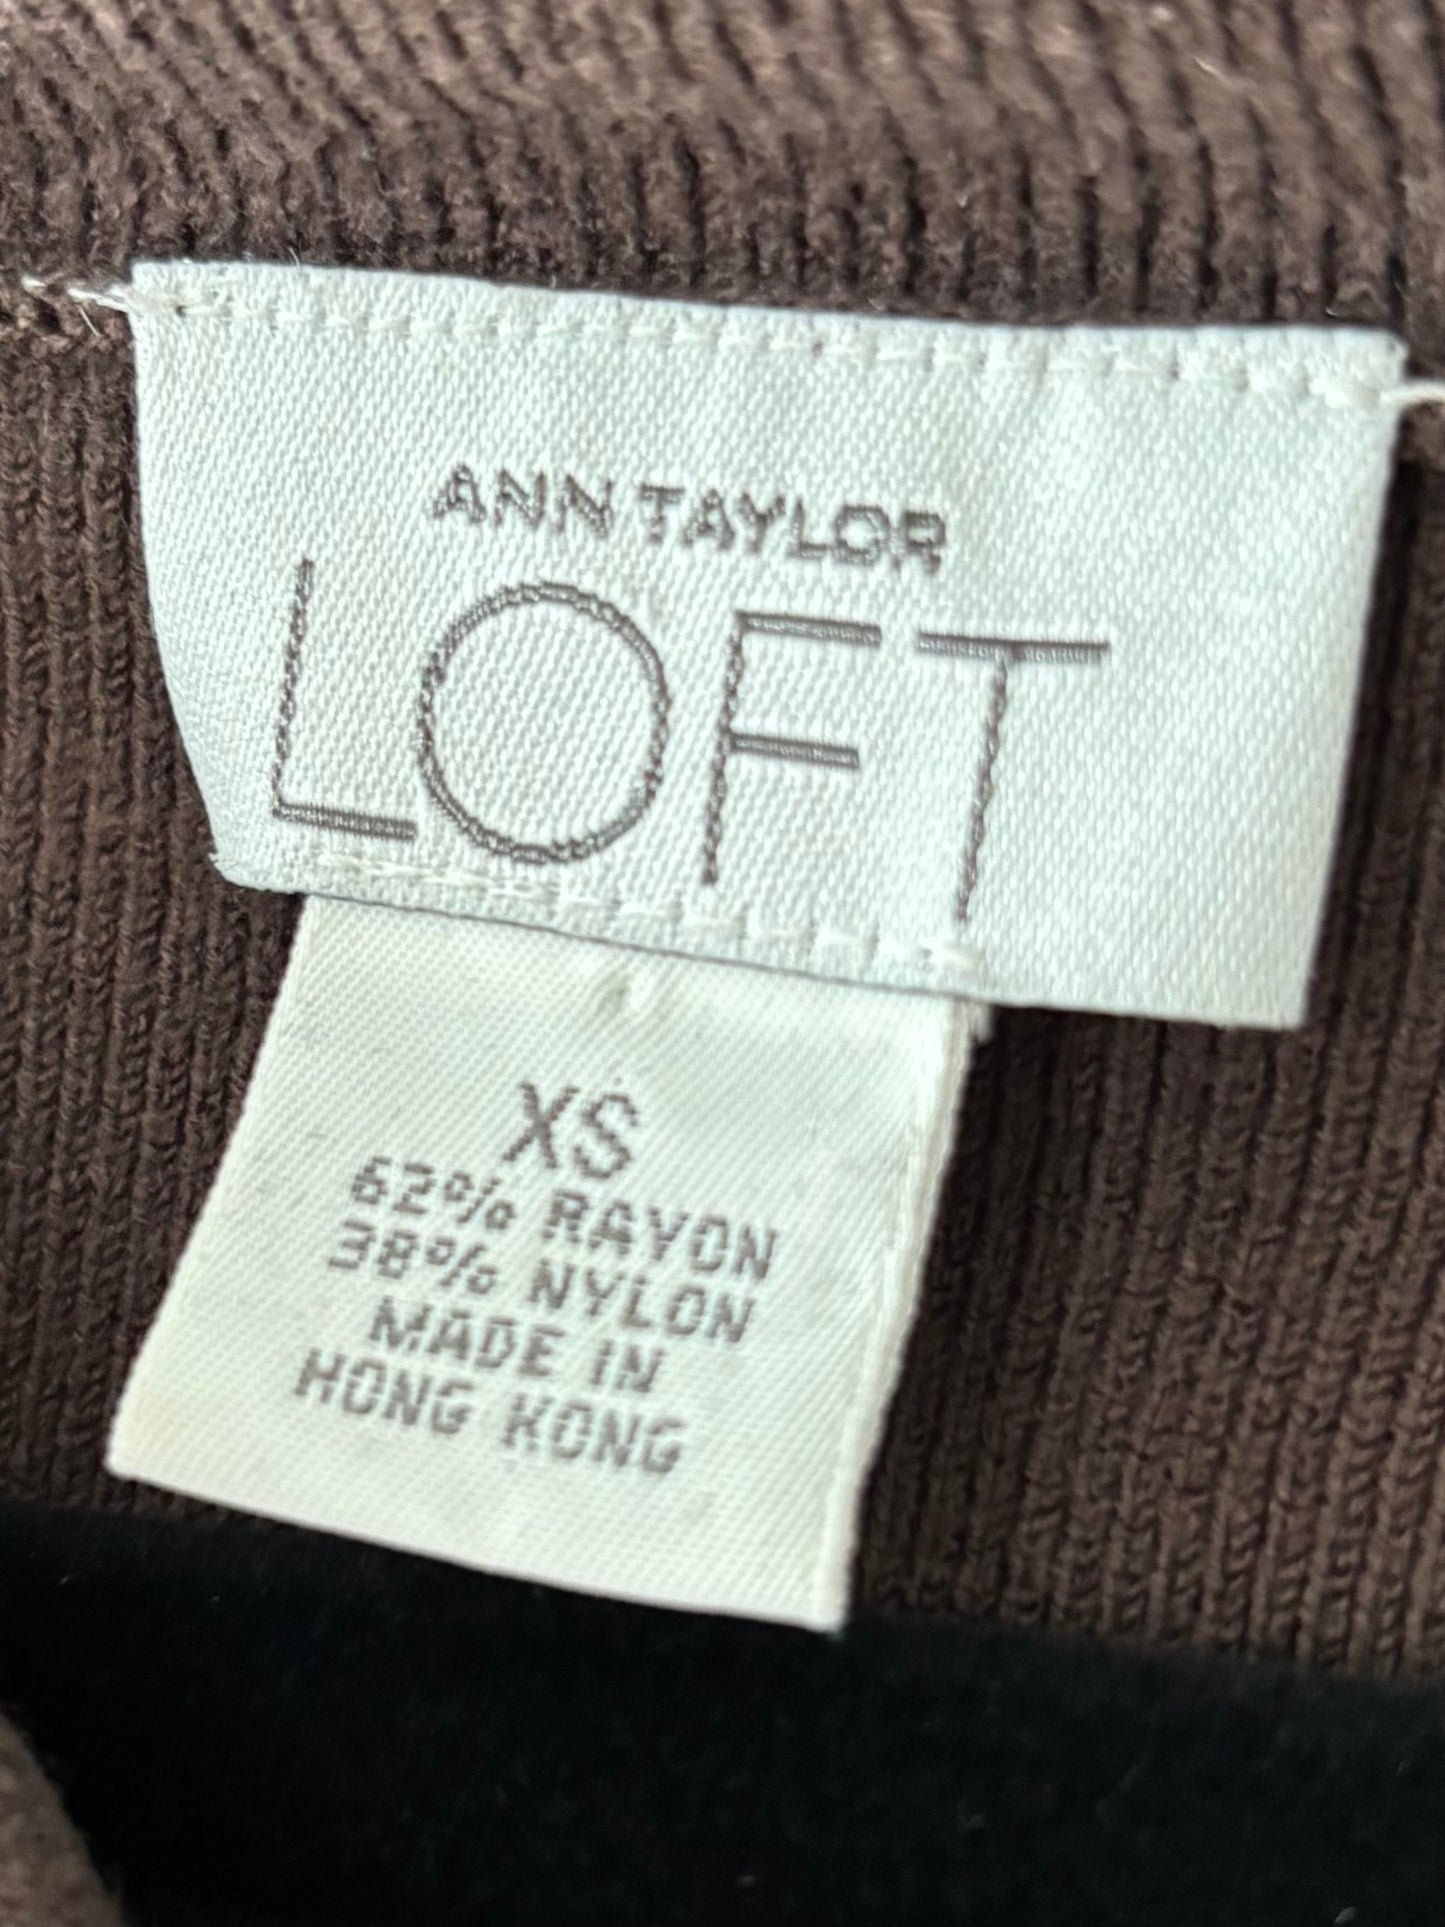 ANN TAYLOR
LOFT
XS
62% RAYON
38% NYLON
MADE IN
HONG KONG